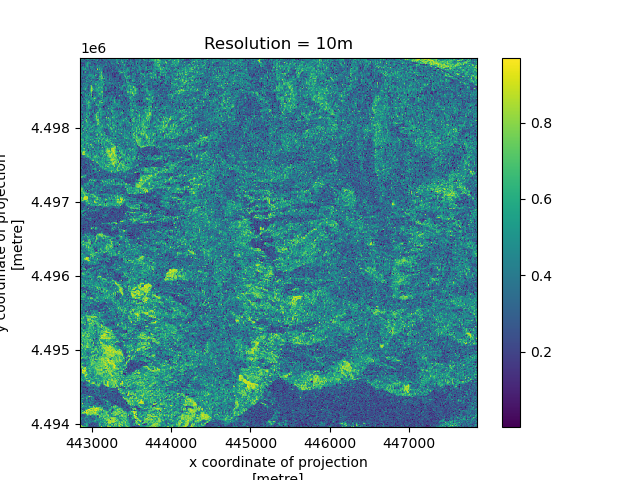 Resolution = 10m
1e6
4.498
4.497
4.496
4.495
4.494
y coordinate of projection
[metre]
443000 444000 445000 446000 447000
x coordinate of projection
[metre]
0.8
0.6
0.4
0.2